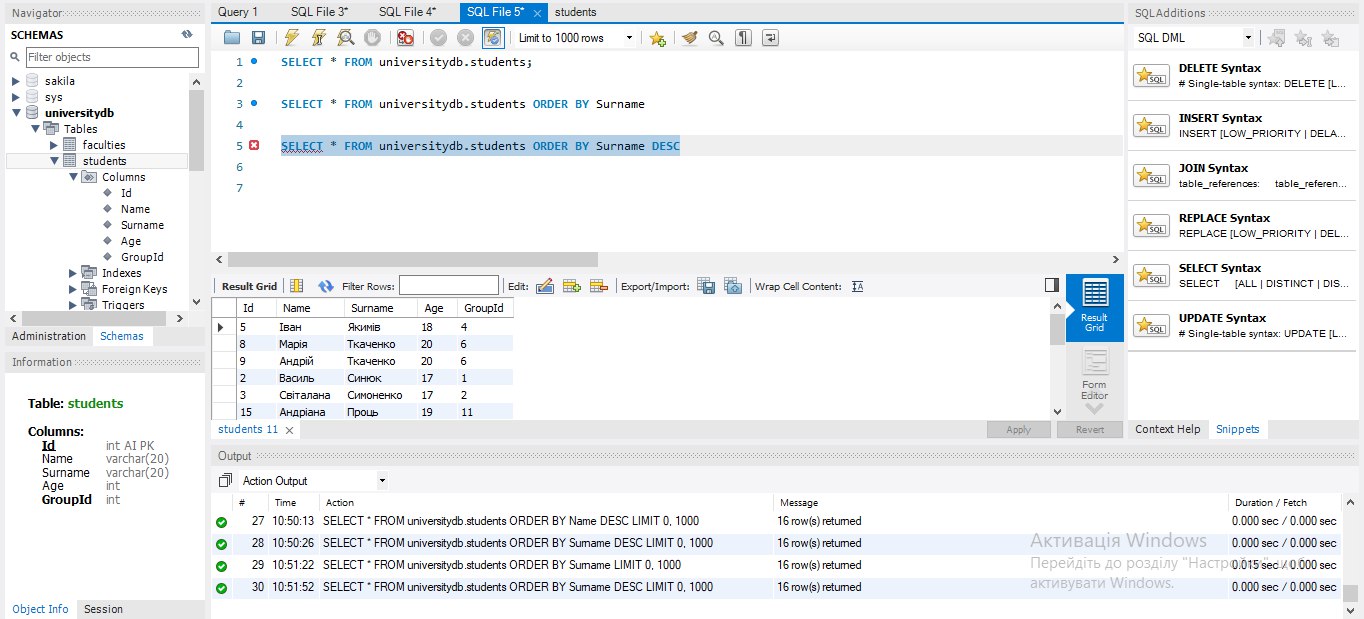 Navigator
SCHEMAS
Filter objects
sakila
sys
universitydb
Tables
faculties
students
Columns
Id
Name
Surname
Age
GroupId
Indexes
Foreign Keys
Triggers
Administration Schemas
Information
Table: students
Columns:
Id int AI PK
Name varchar(20)
Surname varchar(20)
Age int
GroupId int
Object Info Session
Query 1 SQL File 3* SQL File 4* SQL File 5* students
Limit to 1000 rows
1 SELECT * FROM universitydb.students;
2
3 SELECT * FROM universitydb.students ORDER BY Surname
4
5 SELECT * FROM universitydb.students ORDER BY Surname DESC
6
7
Result Grid Filter Rows: Edit: Export/Import: Wrap Cell Content:
Id Name Surname Age GroupId
5 Іван Якимів 18 4
8 Марія Ткаченко 20 6
9 Андрій Ткаченко 20 6
2 Василь Синюк 17 1
3 Світалана Симоненко 17 2
15 Андріана Проць 19 11
Result
Grid
Form
Editor
students 11 Apply Revert
Output
Action Output
# Time Action Message Duration / Fetch
27 10:50:13 SELECT * FROM universitydb.students ORDER BY Name DESC LIMIT 0, 1000 16 row(s) returned 0.000 sec / 0.000 sec
28 10:50:26 SELECT * FROM universitydb.students ORDER BY Surname DESC LIMIT 0, 1000 16 row(s) returned 0.000 sec / 0.000 sec
29 10:51:22 SELECT * FROM universitydb.students ORDER BY Surname LIMIT 0, 1000 16 row(s) returned 0.015 sec / 0.000 sec
30 10:51:52 SELECT * FROM universitydb.students ORDER BY Surname DESC LIMIT 0, 1000 16 row(s) returned 0.000 sec / 0.000 sec
Активація Windows
Перейдіть до розділу "Настройки", щоб
активувати Windows.
SQLAdditions
SQL DML
DELETE Syntax
# Single-table syntax: DELETE [L...
INSERT Syntax
INSERT [LOW_PRIORITY | DELA...
JOIN Syntax
table_references: table_referen...
REPLACE Syntax
REPLACE [LOW_PRIORITY | DEL...
SELECT Syntax
SELECT [ALL | DISTINCT | DIS...
UPDATE Syntax
# Single-table syntax: UPDATE [L...
Context Help Snippets